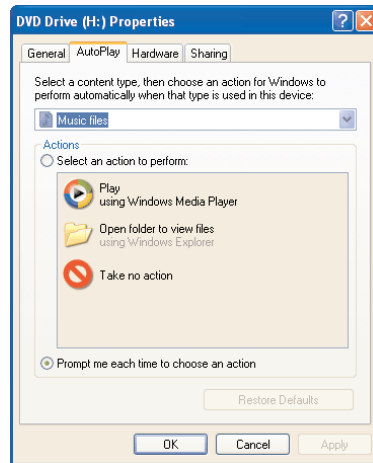 DVD Drive (H:) Properties
General AutoPlay Hardware Sharing
Select a content type, then choose an action for Windows to
perform automatically when that type is used in this device:
Music files
Actions
Select an action to perform:
Play
using Windows Media Player
Open folder to view files
using Windows Explorer
Take no action
Prompt me each time to choose an action
Restore Defaults
OK Cancel Apply